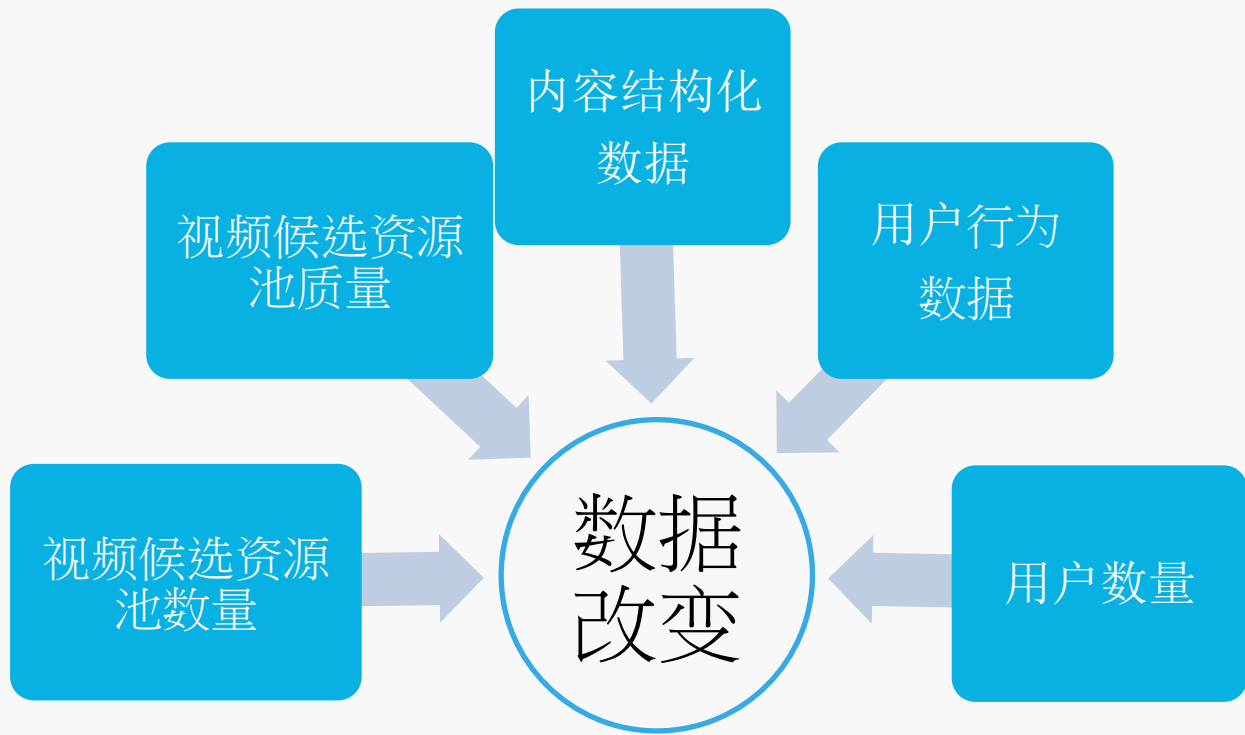 内容结构化
数据
视频候选资源
池质量
用户行为
数据
视频候选资源
池数量
数据
改变
用户数量